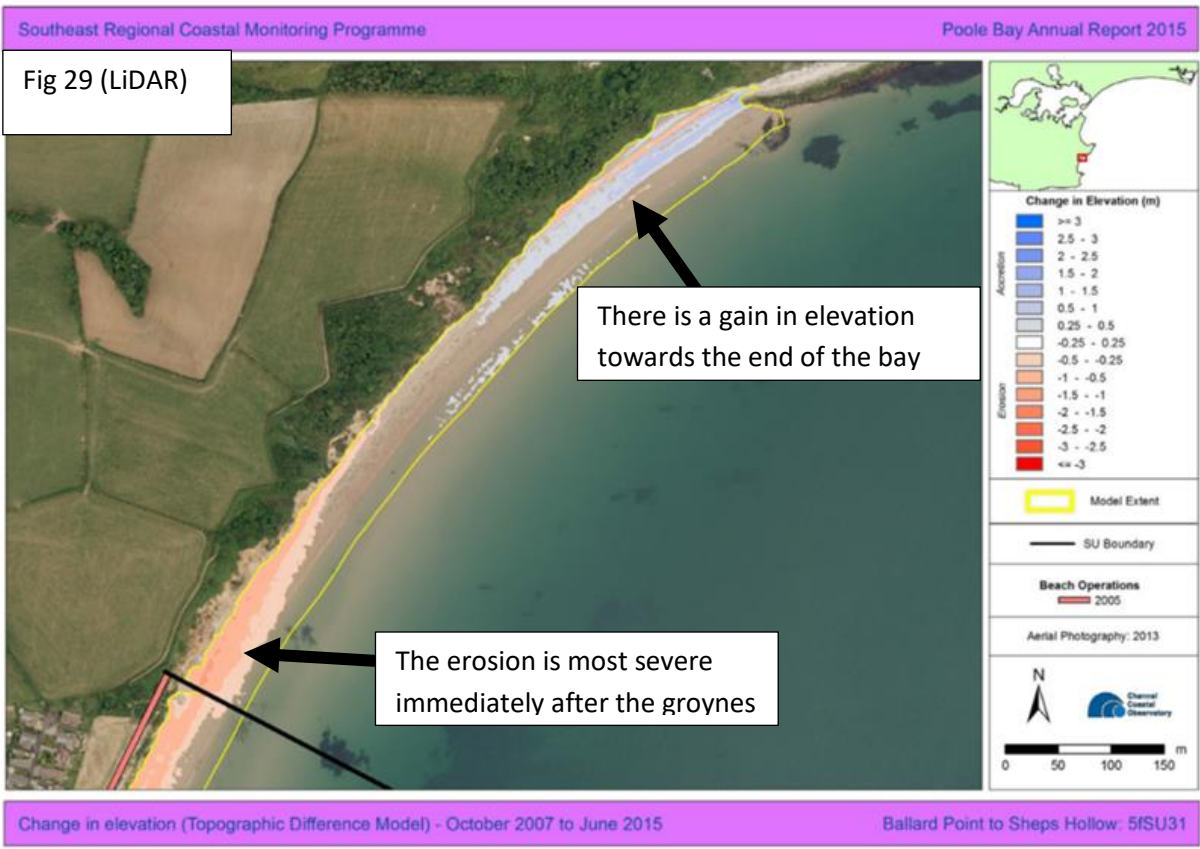 Southeast Regional Coastal Monitoring Programme
Poole Bay Annual Report 2015
Fig 29 (LiDAR)
There is a gain in elevation
towards the end of the bay
The erosion is most severe
immediately after the groynes
Change in Elevation (m)
Accretion
>= 3
2.5 - 3
2 - 2.5
1.5 - 2
1 - 1.5
0.5 - 1
0.25 - 0.5
-0.25 - 0.25
Erosion
-0.5 - -0.25
-1 - -0.5
-1.5 - -1
-2 - -1.5
-2.5 - -2
-3 - -2.5
<= -3
Model Extent
SU Boundary
Beach Operations
2005
Aerial Photography: 2013
N
Channel
Coastal
Observatory
m
0 50 100 150
Change in elevation (Topographic Difference Model) - October 2007 to June 2015
Ballard Point to Sheps Hollow: 5fSU31